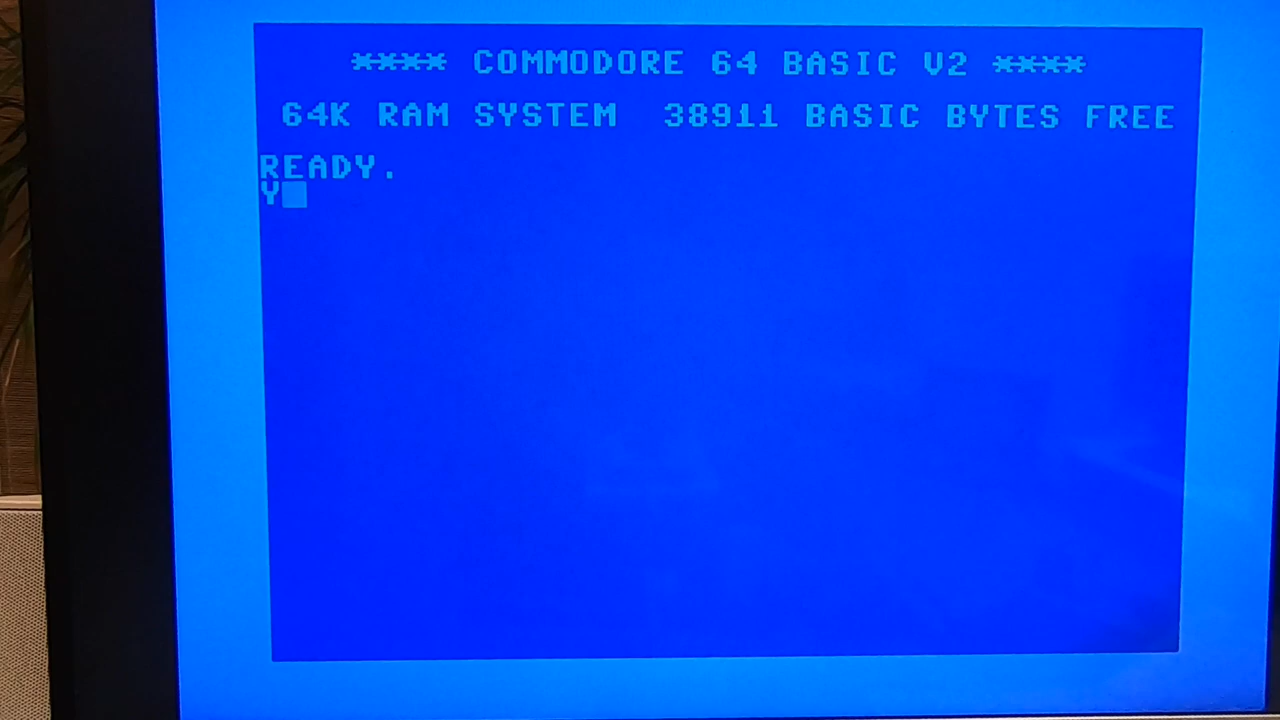 **** COMMODORE 64 BASIC V2 ****
64K RAM SYSTEM  38911 BASIC BYTES FREE
READY.
Y